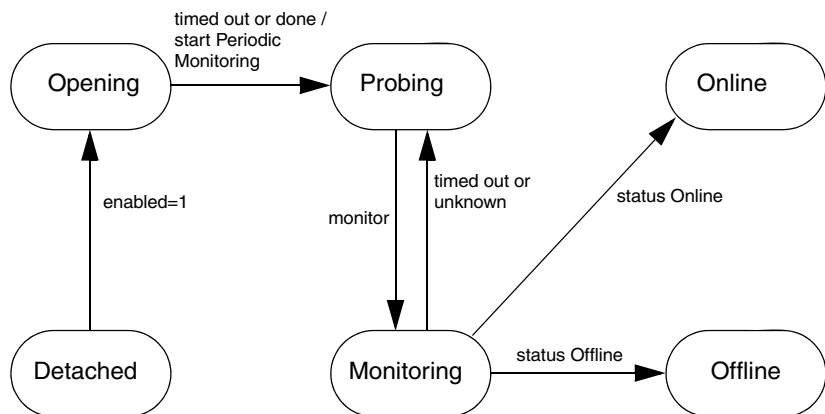 timed out or done /
start Periodic
Monitoring
Opening
Probing
Online
enabled=1
monitor
timed out or
unknown
status Online
Detached
Monitoring
status Offline
Offline